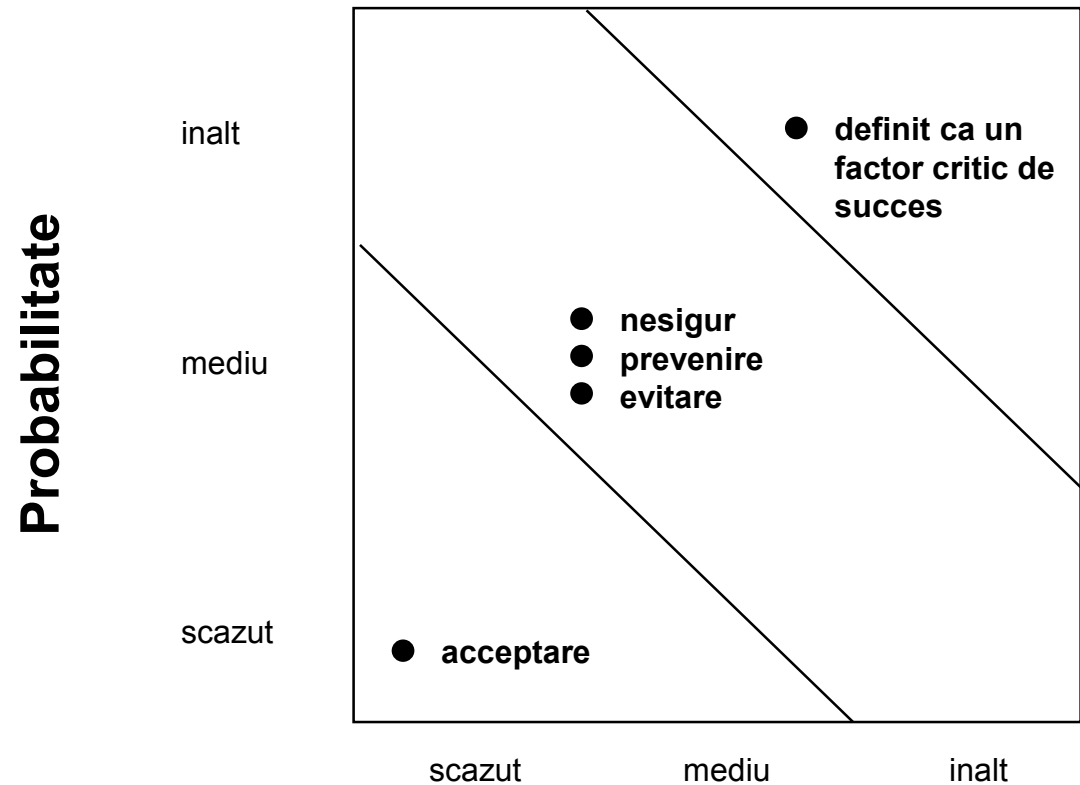 Probabilitate
inalt
mediu
scazut
● definit ca un
factor critic de
succes
● nesigur
● prevenire
● evitare
● acceptare
scazut mediu inalt